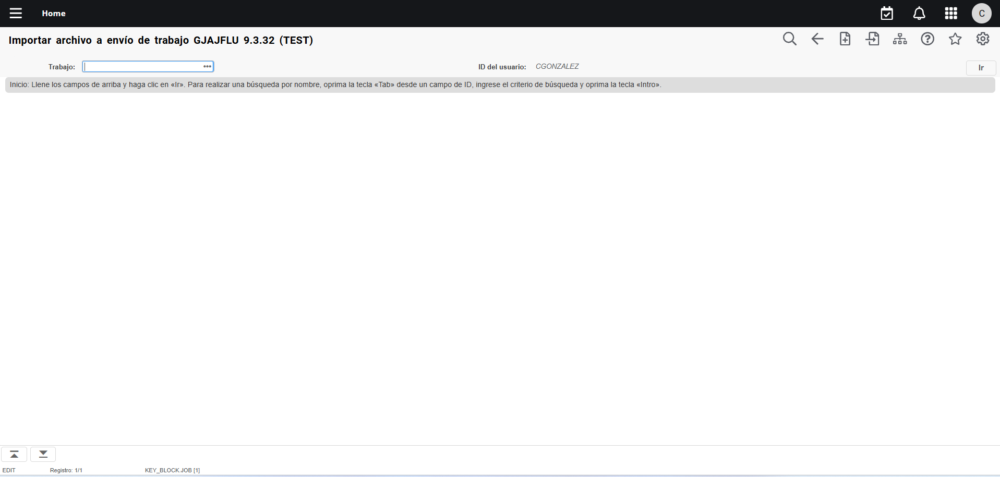 Home
C
Importar archivo a envío de trabajo GJAJFLU 9.3.32 (TEST)
Trabajo:
ID del usuario: CGONZALEZ
Ir
Inicio: Llene los campos de arriba y haga clic en «Ir». Para realizar una búsqueda por nombre, oprima la tecla «Tab» desde un campo de ID, ingrese el criterio de búsqueda y oprima la tecla «Intro».
EDIT Registro: 1/1 KEY_BLOCK.JOB [1]